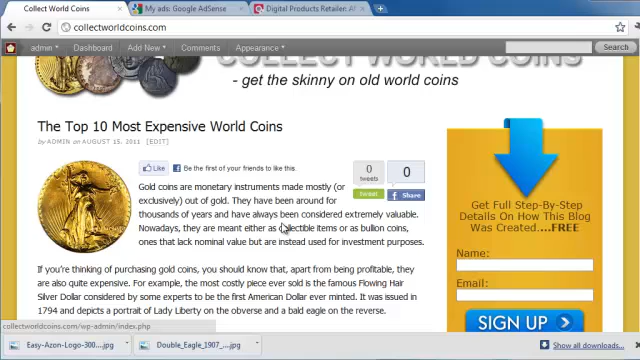 Collect World Coins
My ads: Google AdSense
Digital Products Retailer: Af
collectworldcoins.com
admin
Dashboard
Add New
Comments
Appearance
Search
COLLECT WORLD COINS
- get the skinny on old world coins
The Top 10 Most Expensive World Coins
by ADMIN on AUGUST 15, 2011 [EDIT]
Like
Be the first of your friends to like this.
0
tweets
tweet
0
Share
Gold coins are monetary instruments made mostly (or
exclusively) out of gold. They have been around for
thousands of years and have always been considered extremely valuable.
Nowadays, they are meant either as collectible items or as bullion coins,
ones that lack nominal value but are instead used for investment purposes.
If you're thinking of purchasing gold coins, you should know that, apart from being profitable, they
are also quite expensive. For example, the most costly piece ever sold is the famous Flowing Hair
Silver Dollar considered by some experts to be the first American Dollar ever minted. It was issued in
1794 and depicts a portrait of Lady Liberty on the obverse and a bald eagle on the reverse.
Get Full Step-By-Step
Details On How This Blog
Was Created....FREE
Name:
Email:
SIGN UP
collectworldcoins.com/wp-admin/index.php
Easy-Azon-Logo-300....jpg
Double_Eagle_1907_...jpg
Show all downloads...